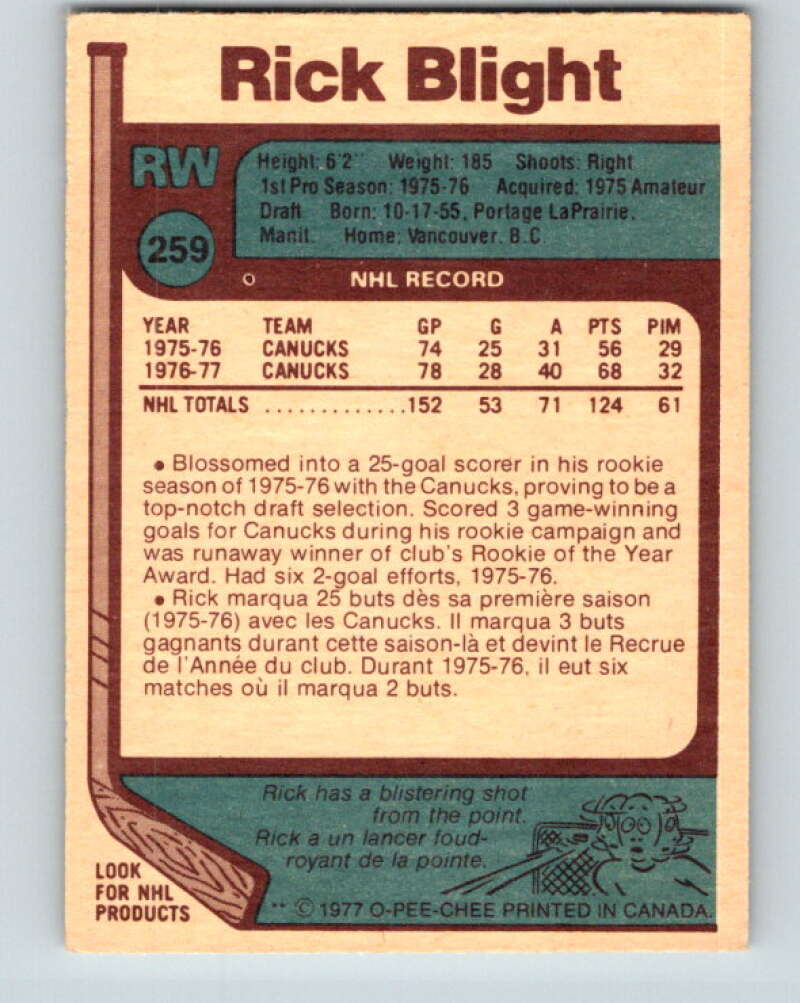 Rick Blight
RW
Height: 6'2" Weight: 185 Shoots: Right
1st Pro Season: 1975-76 Acquired: 1975 Amateur
Draft Born: 10-17-55, Portage LaPrairie,
Manit. Home: Vancouver. B.C.
259
NHL RECORD
YEAR TEAM GP G A PTS PIM
1975-76 CANUCKS 74 25 31 56 29
1976-77 CANUCKS 78 28 40 68 32
NHL TOTALS .............152 53 71 124 61
• Blossomed into a 25-goal scorer in his rookie
season of 1975-76 with the Canucks, proving to be a
top-notch draft selection. Scored 3 game-winning
goals for Canucks during his rookie campaign and
was runaway winner of club's Rookie of the Year
Award. Had six 2-goal efforts, 1975-76.
• Rick marqua 25 buts dès sa première saison
(1975-76) avec les Canucks. Il marqua 3 buts
gagnants durant cette saison-là et devint le Recrue
de l'Année du club. Durant 1975-76, il eut six
matches où il marqua 2 buts.
Rick has a blistering shot
from the point.
Rick a un lancer foud-
royant de la pointe.
LOOK
FOR NHL
PRODUCTS
** © 1977 O-PEE-CHEE PRINTED IN CANADA.